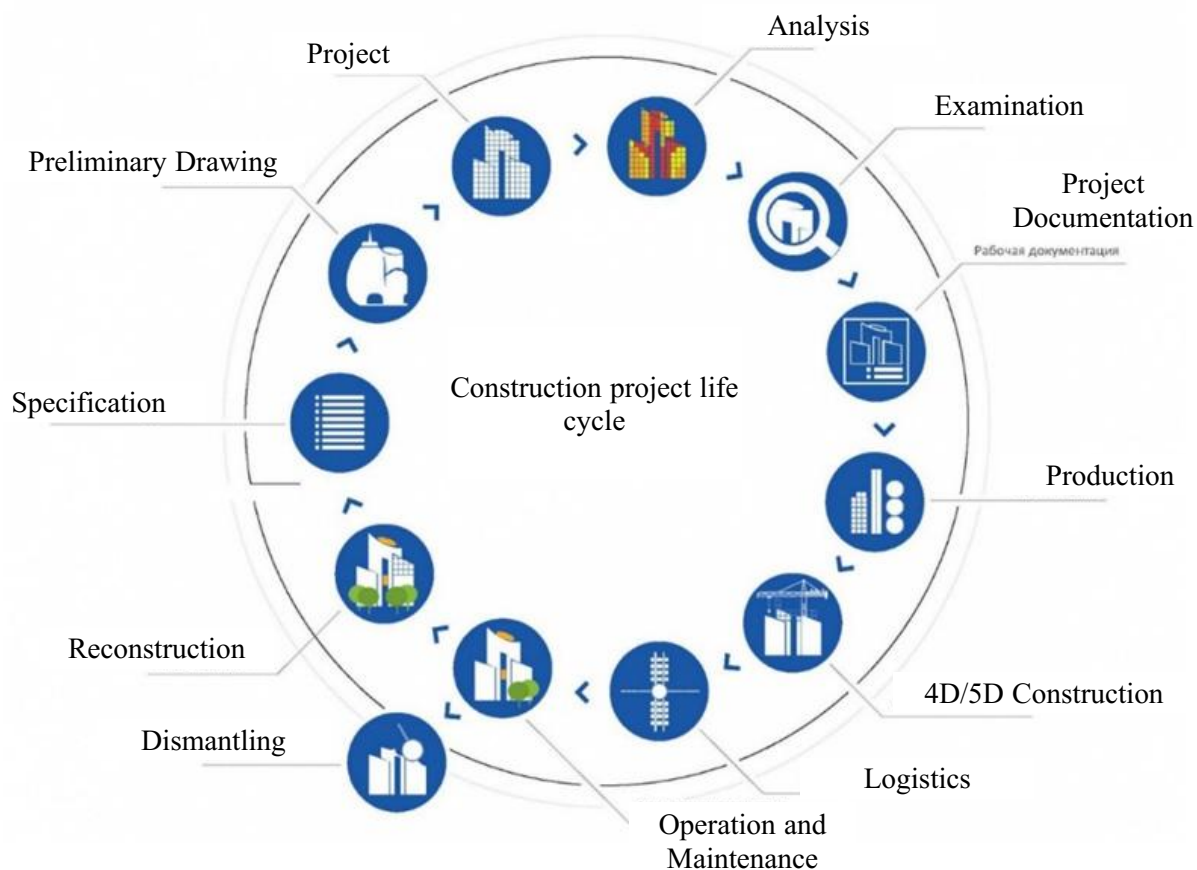 Analysis
Project
Examination
Preliminary Drawing
Project
Documentation
Рабочая документация
Construction project life
cycle
Specification
Production
Reconstruction
4D/5D Construction
Dismantling
Logistics
Operation and
Maintenance